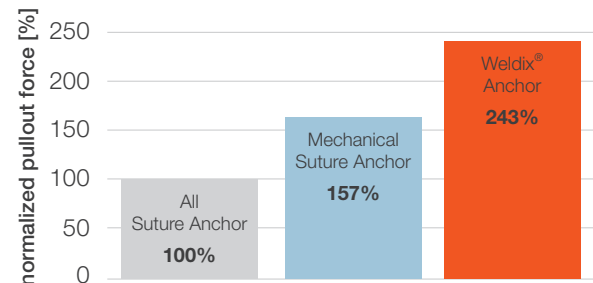 normalized pullout force [%]
250
200
150
100
50
0
All
Suture Anchor
100%
Mechanical
Suture Anchor
157%
Weldix®
Anchor
243%